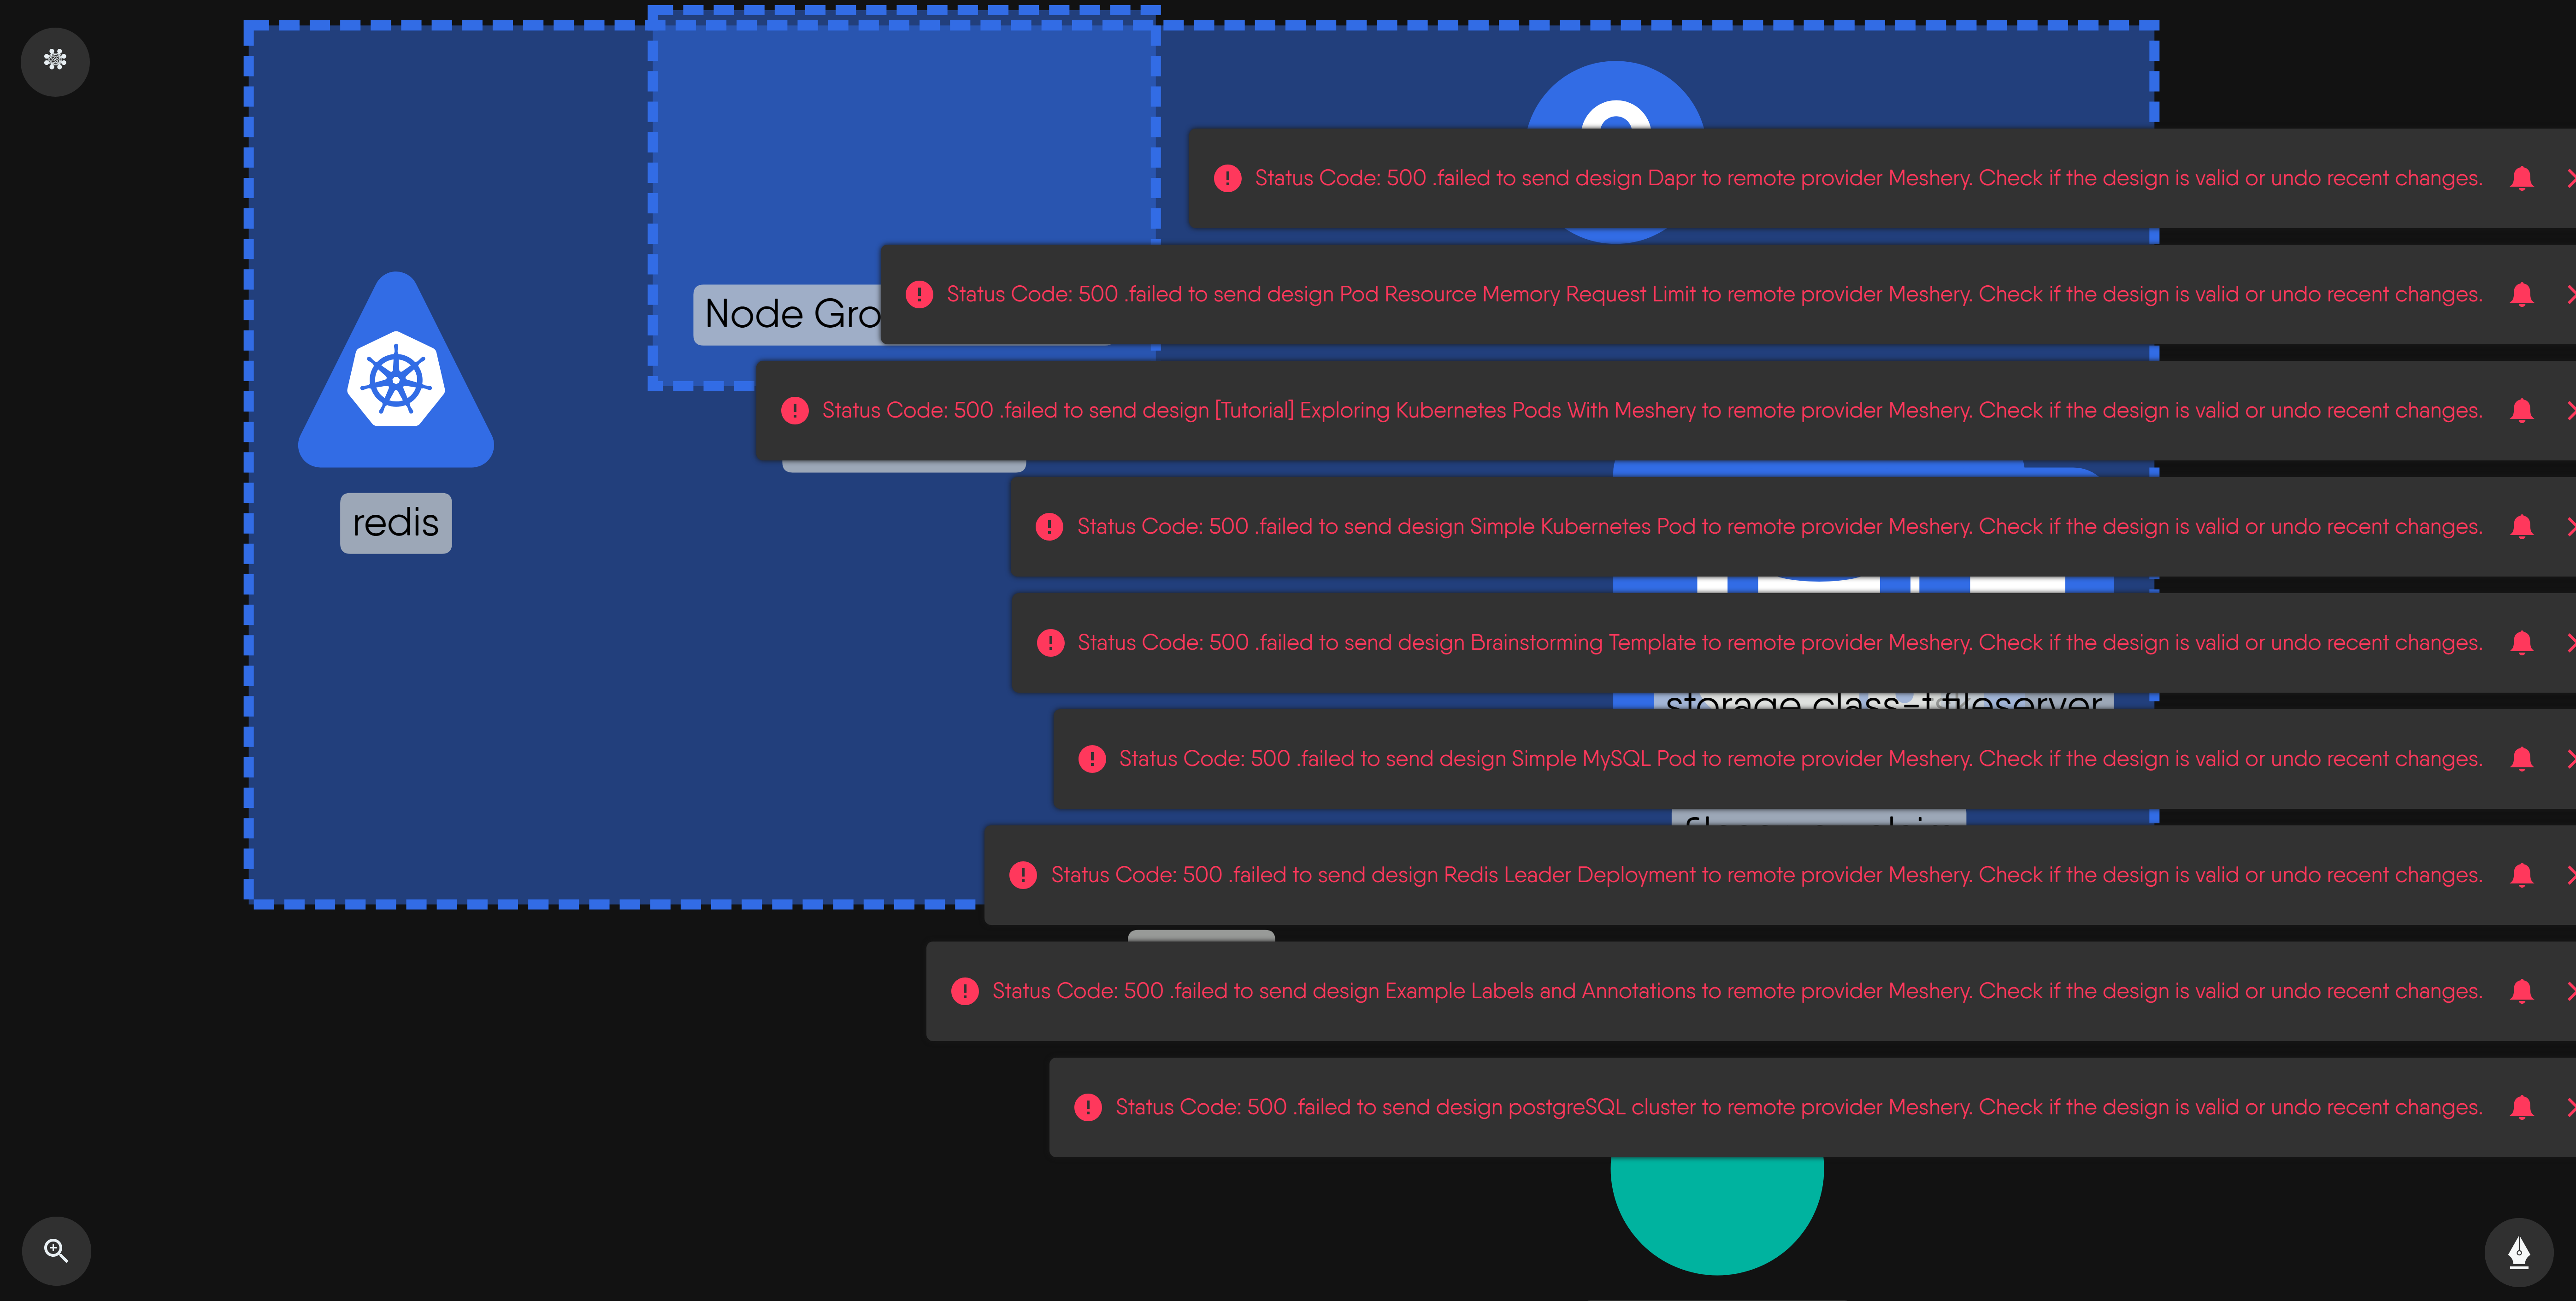 Status Code: 500 .failed to send design Dapr to remote provider Meshery. Check if the design is valid or undo recent changes.
Status Code: 500 .failed to send design Pod Resource Memory Request Limit to remote provider Meshery. Check if the design is valid or undo recent changes.
Node Gro
Status Code: 500 .failed to send design [Tutorial] Exploring Kubernetes Pods With Meshery to remote provider Meshery. Check if the design is valid or undo recent changes.
redis
Status Code: 500 .failed to send design Simple Kubernetes Pod to remote provider Meshery. Check if the design is valid or undo recent changes.
Status Code: 500 .failed to send design Brainstorming Template to remote provider Meshery. Check if the design is valid or undo recent changes.
storage class-
Status Code: 500 .failed to send design Simple MySQL Pod to remote provider Meshery. Check if the design is valid or undo recent changes.
Status Code: 500 .failed to send design Redis Leader Deployment to remote provider Meshery. Check if the design is valid or undo recent changes.
Status Code: 500 .failed to send design Example Labels and Annotations to remote provider Meshery. Check if the design is valid or undo recent changes.
Status Code: 500 .failed to send design postgreSQL cluster to remote provider Meshery. Check if the design is valid or undo recent changes.